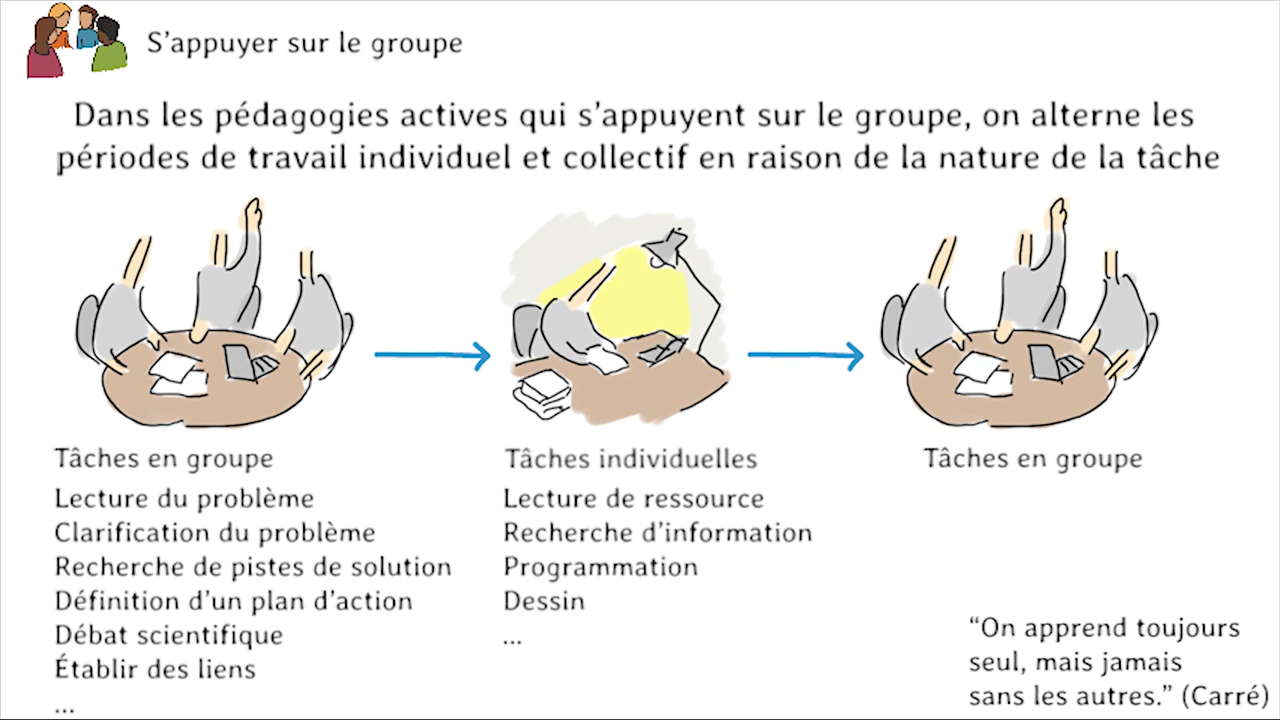 S'appuyer sur le groupe
Dans les pédagogies actives qui s'appuyent sur le groupe, on alterne les
périodes de travail individuel et collectif en raison de la nature de la tâche
Tâches en groupe
Lecture du problème
Clarification du problème
Recherche de pistes de solution
Définition d'un plan d'action
Débat scientifique
Établir des liens
...
Tâches individuelles
Lecture de ressource
Recherche d'information
Programmation
Dessin
...
Tâches en groupe
“On apprend toujours
seul, mais jamais
sans les autres.” (Carré)